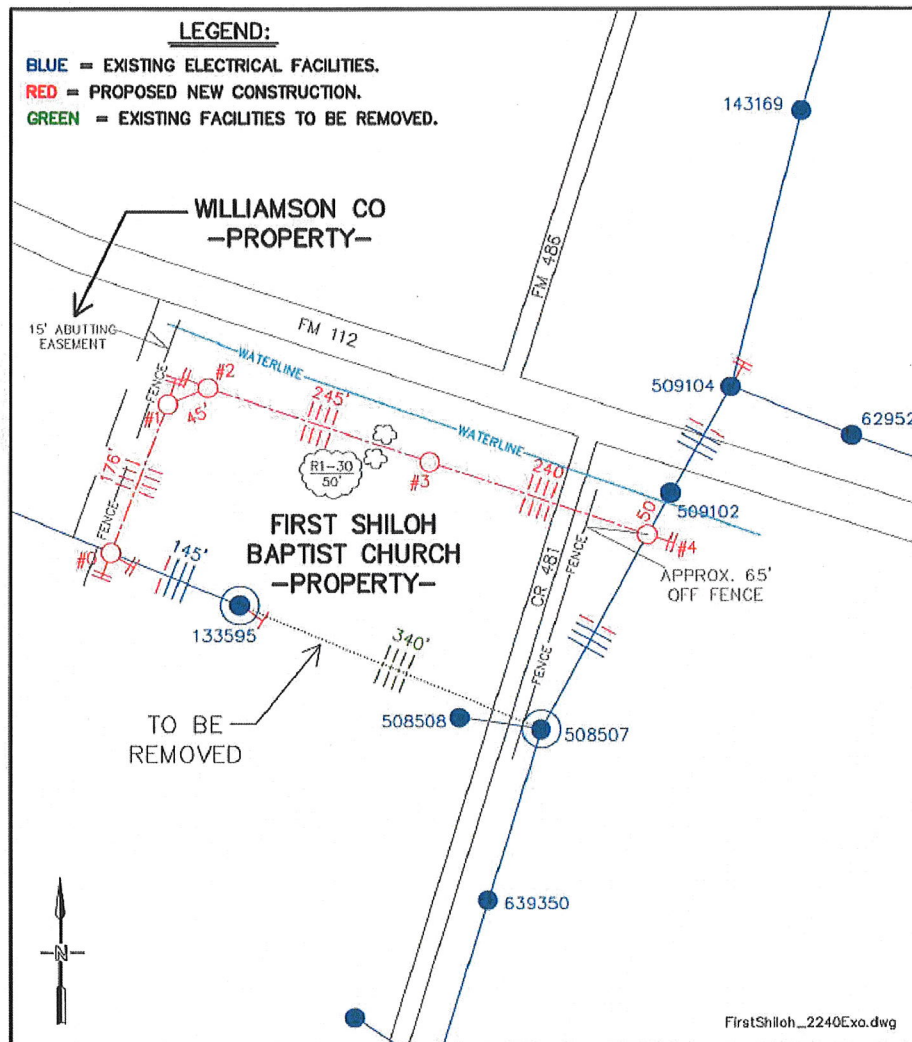 LEGEND:
BLUE = EXISTING ELECTRICAL FACILITIES.
RED = PROPOSED NEW CONSTRUCTION.
GREEN = EXISTING FACILITIES TO BE REMOVED.
143169
WILLIAMSON CO
-PROPERTY-
FM 486
15' ABUTTING
EASEMENT
FM 112
WATERLINE
FENCE
#2
#1
45'
245'
509104
62952
WATERLINE
R1-30
50'
#3
240'
509102
176'
50'
#4
FIRST SHILOH
BAPTIST CHURCH
-PROPERTY-
FENCE
#0
145'
CR 481
FENCE
APPROX. 65'
OFF FENCE
133595
340'
FENCE
TO BE
REMOVED
508508
508507
639350
N
FirstShiloh_2240Exo.dwg